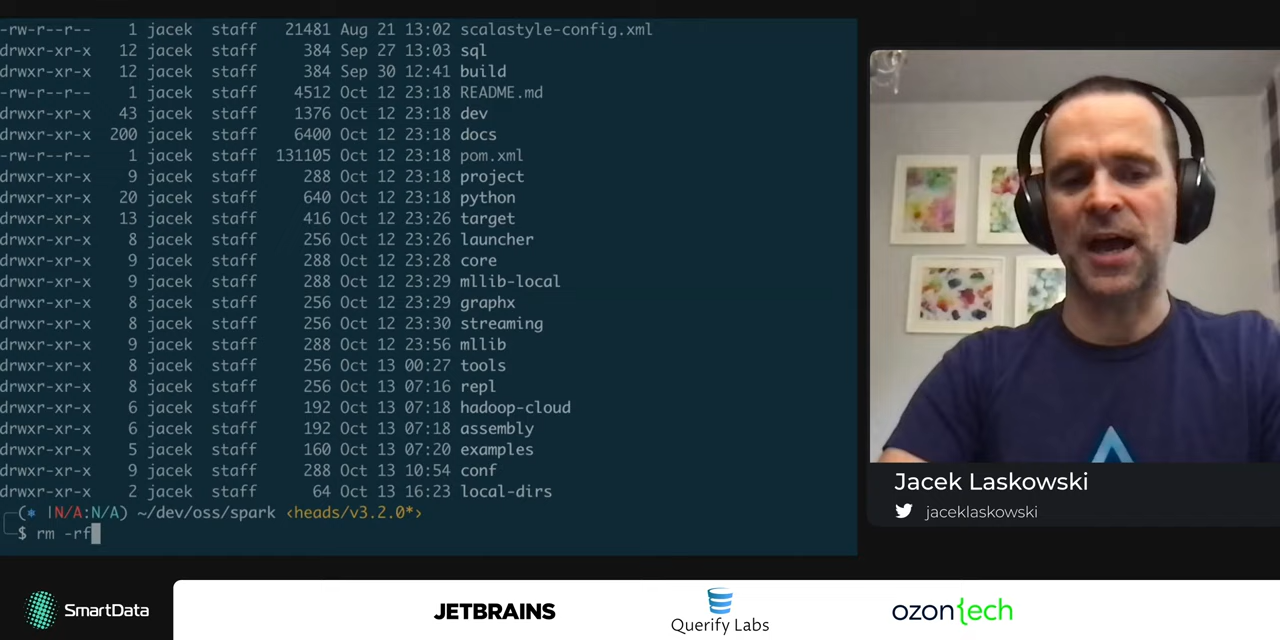 -rw-r--r-- 1 jacek staff 21481 Aug 21 13:02 scalastyle-config.xml
drwxr-xr-x 12 jacek staff 384 Sep 27 13:03 sql
drwxr-xr-x 12 jacek staff 384 Sep 30 12:41 build
-rw-r--r-- 1 jacek staff 4512 Oct 12 23:18 README.md
drwxr-xr-x 43 jacek staff 1376 Oct 12 23:18 dev
drwxr-xr-x 200 jacek staff 6400 Oct 12 23:18 docs
-rw-r--r-- 1 jacek staff 131105 Oct 12 23:18 pom.xml
drwxr-xr-x 9 jacek staff 288 Oct 12 23:18 project
drwxr-xr-x 20 jacek staff 640 Oct 12 23:18 python
drwxr-xr-x 13 jacek staff 416 Oct 12 23:26 target
drwxr-xr-x 8 jacek staff 256 Oct 12 23:26 launcher
drwxr-xr-x 9 jacek staff 288 Oct 12 23:28 core
drwxr-xr-x 9 jacek staff 288 Oct 12 23:29 mllib-local
drwxr-xr-x 8 jacek staff 256 Oct 12 23:29 graphx
drwxr-xr-x 8 jacek staff 256 Oct 12 23:30 streaming
drwxr-xr-x 9 jacek staff 288 Oct 12 23:56 mllib
drwxr-xr-x 8 jacek staff 256 Oct 13 00:27 tools
drwxr-xr-x 8 jacek staff 256 Oct 13 07:16 repl
drwxr-xr-x 6 jacek staff 192 Oct 13 07:18 hadoop-cloud
drwxr-xr-x 6 jacek staff 192 Oct 13 07:18 assembly
drwxr-xr-x 5 jacek staff 160 Oct 13 07:20 examples
drwxr-xr-x 9 jacek staff 288 Oct 13 10:54 conf
drwxr-xr-x 2 jacek staff 64 Oct 13 16:23 local-dirs
(* |N/A:N/A) ~/dev/oss/spark ‹heads/v3.2.0*›
$ rm -rf
Jacek Laskowski
jaceklaskowski
SmartData
JETBRAINS
Querify Labs
ozon{ech